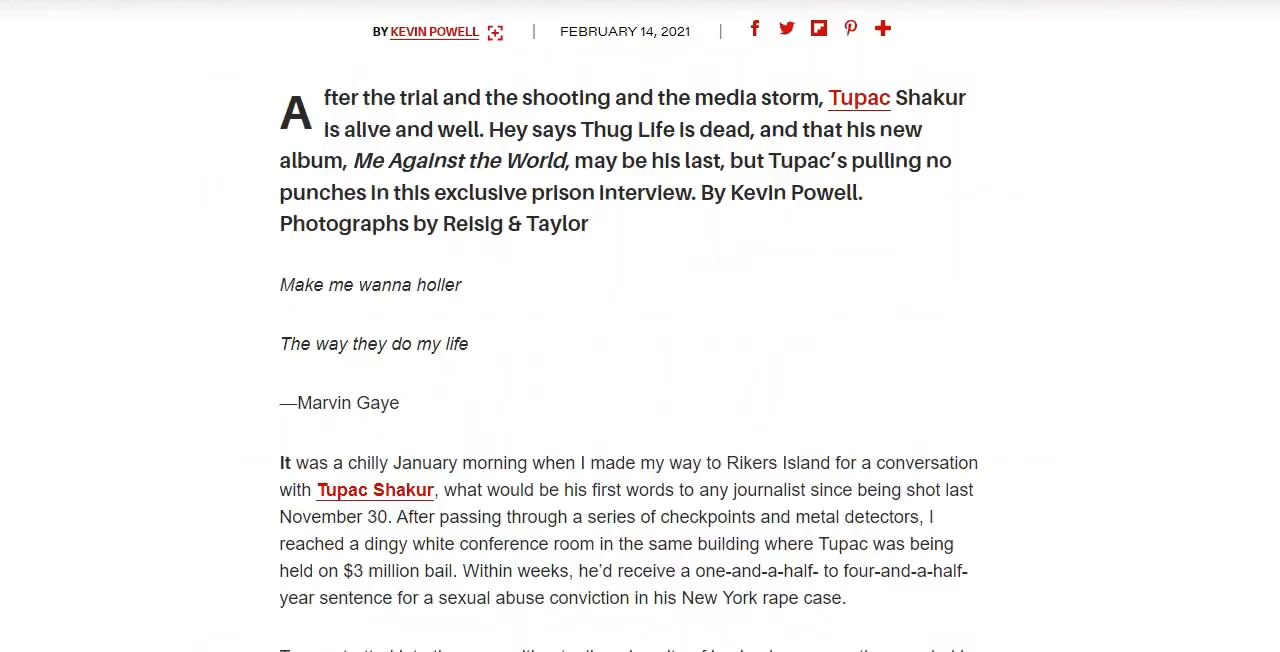 BY KEVIN POWELL | FEBRUARY 14, 2021 |
After the trial and the shooting and the media storm, Tupac Shakur
is alive and well. Hey says Thug Life is dead, and that his new
album, Me Against the World, may be his last, but Tupac’s pulling no
punches in this exclusive prison interview. By Kevin Powell.
Photographs by Reisig & Taylor
Make me wanna holler
The way they do my life
—Marvin Gaye
It was a chilly January morning when I made my way to Rikers Island for a conversation
with Tupac Shakur, what would be his first words to any journalist since being shot last
November 30. After passing through a series of checkpoints and metal detectors, I
reached a dingy white conference room in the same building where Tupac was being
held on $3 million bail. Within weeks, he’d receive a one-and-a-half- to four-and-a-half-
year sentence for a sexual abuse conviction in his New York rape case.